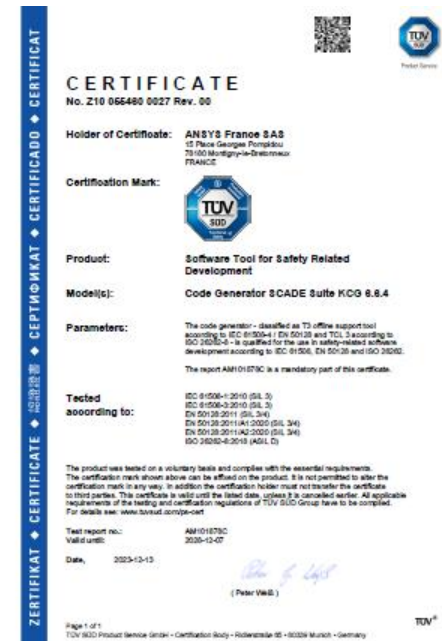 ZERTIFIKAT ◆ CERTIFICATE ◆ 認證證書 ◆ СЕРТИФИКАТ ◆ CERTIFICADO ◆ CERTIFICAT
TÜV
SÜD
Product Service
CERTIFICATE
No. Z10 055460 0027 Rev. 00
Holder of Certificate: ANSYS France SAS
15 Place Georges Pompidou
78180 Montigny-le-Bretonneux
FRANCE
Certification Mark:
TÜV
SÜD
Product: Software Tool for Safety Related
Development
Model(s): Code Generator SCADE Suite KCG 6.6.4
Parameters: The code generator - classified as T3 offline support tool
according to IEC 61508-4 / EN 50128 and TCL 3 according to
ISO 26262-8 - is qualified for the use in safety-related software
development according to IEC 61508, EN 50128 and ISO 26262.
The report AM101878C is a mandatory part of this certificate.
Tested
according to:
IEC 61508-1:2010 (SIL 3)
IEC 61508-3:2010 (SIL 3)
EN 50128:2011 (SIL 3/4)
EN 50128:2011/A1:2020 (SIL 3/4)
EN 50128:2011/A2:2020 (SIL 3/4)
ISO 26262-8:2018 (ASIL D)
The product was tested on a voluntary basis and complies with the essential requirements.
The certification mark shown above can be affixed on the product. It is not permitted to alter the
certification mark in any way. In addition the certification holder must not transfer the certificate
to third parties. This certificate is valid until the listed date, unless it is cancelled earlier. All applicable
requirements of the testing and certification regulations of TÜV SÜD Group have to be complied.
For details see: www.tuvsud.com/ps-cert
Test report no.: AM101878C
Valid until: 2028-12-07
Date, 2023-12-13
( Peter Weiß )
Page 1 of 1
TÜV SÜD Product Service GmbH • Certification Body • Ridlerstraße 65 • 80339 Munich • Germany
TÜV®